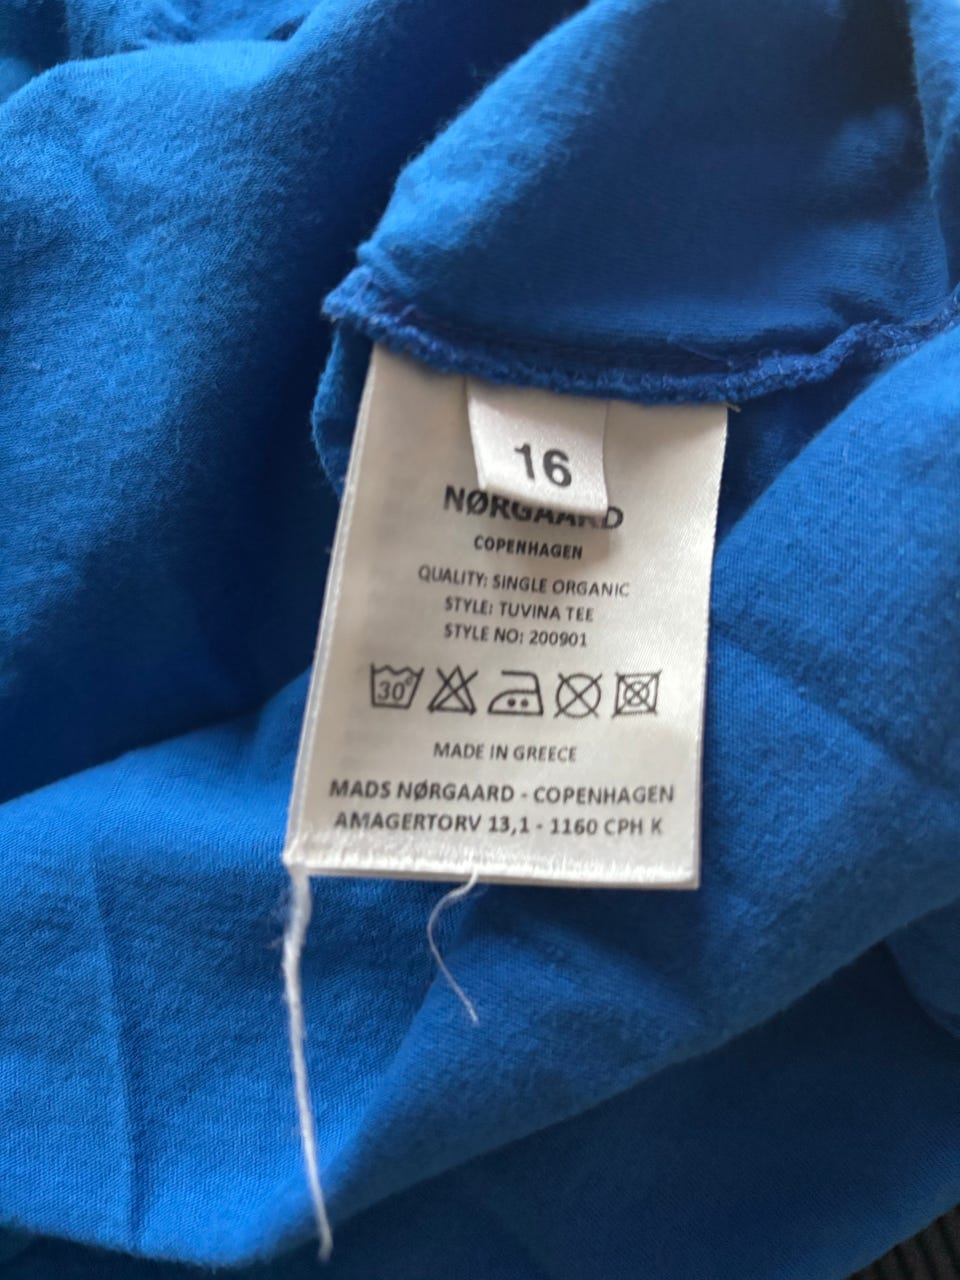 16
NØRGAARD
COPENHAGEN
QUALITY: SINGLE ORGANIC
STYLE: TUVINA TEE
STYLE NO: 200901
30°
MADE IN GREECE
MADS NØRGAARD - COPENHAGEN
AMAGERTORV 13,1 - 1160 CPH K